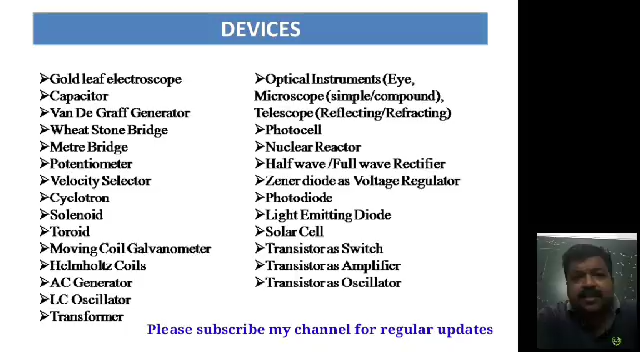 DEVICES
➢Gold leaf electroscope
➢Capacitor
➢Van De Graff Generator
➢Wheat Stone Bridge
➢Metre Bridge
➢Potentiometer
➢Velocity Selector
➢Cyclotron
➢Solenoid
➢Toroid
➢Moving Coil Galvanometer
➢Helmholtz Coils
➢AC Generator
➢LC Oscillator
➢Transformer
➢Optical Instruments (Eye,
Microscope (simple/compound),
Telescope (Reflecting/Refracting)
➢Photocell
➢Nuclear Reactor
➢Half wave /Full wave Rectifier
➢Zener diode as Voltage Regulator
➢Photodiode
➢Light Emitting Diode
➢Solar Cell
➢Transistor as Switch
➢Transistor as Amplifier
➢Transistor as Oscillator
Please subscribe my channel for regular updates